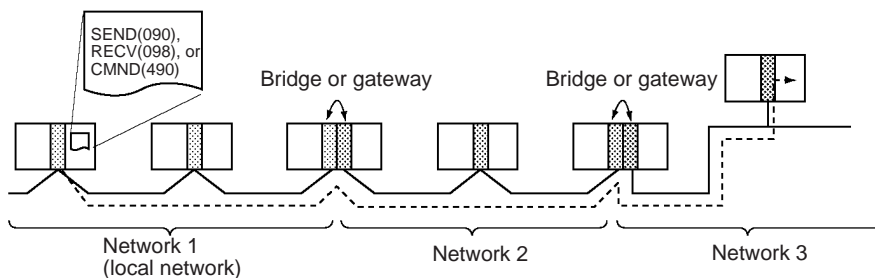 SEND(090),
RECV(098), or
CMND(490)
Bridge or gateway
Bridge or gateway
Network 1
(local network)
Network 2
Network 3